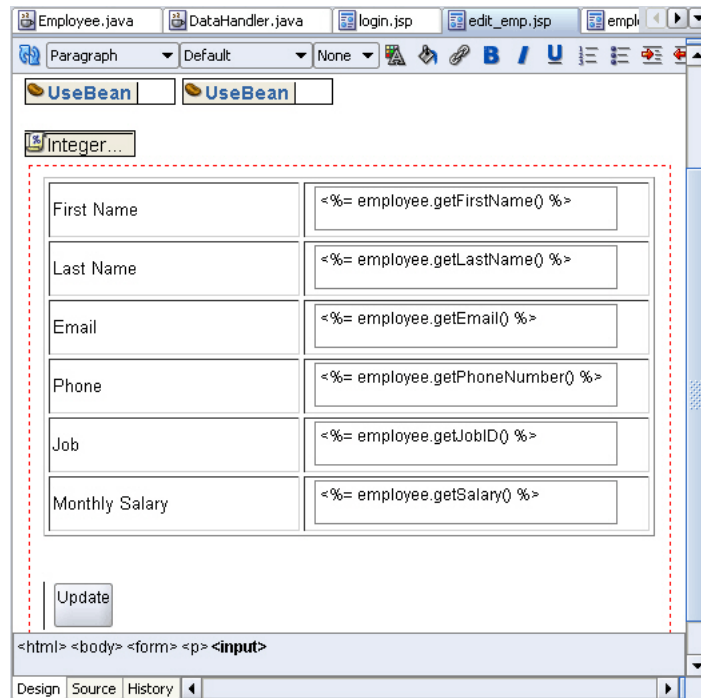 Employee.java DataHandler.java login.jsp edit_emp.jsp empl
Paragraph Default None B I U
UseBean UseBean
Integer...
First Name <%= employee.getFirstName() %>
Last Name <%= employee.getLastName() %>
Email <%= employee.getEmail() %>
Phone <%= employee.getPhoneNumber() %>
Job <%= employee.getJobID() %>
Monthly Salary <%= employee.getSalary() %>
Update
<html> <body> <form> <p> <input>
Design Source History